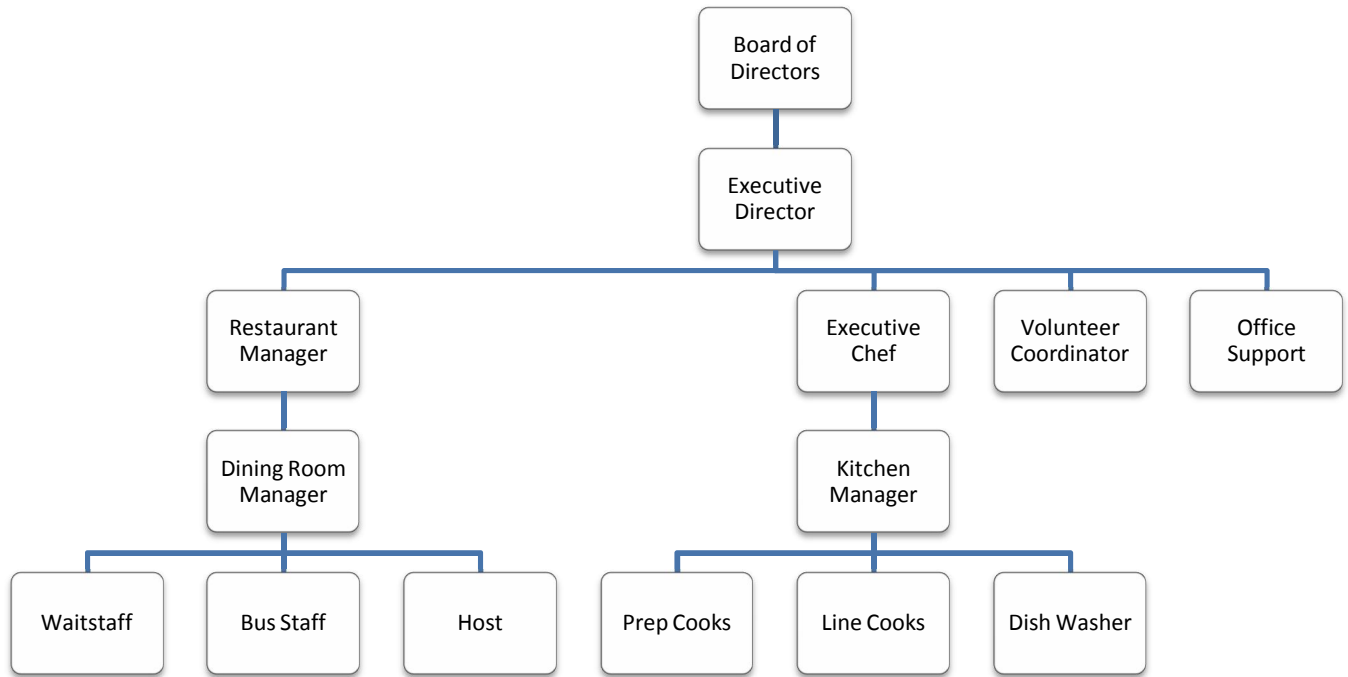 Board of
Directors
Executive
Director
Restaurant
Manager
Executive
Chef
Volunteer
Coordinator
Office
Support
Dining Room
Manager
Kitchen
Manager
Waitstaff
Bus Staff
Host
Prep Cooks
Line Cooks
Dish Washer